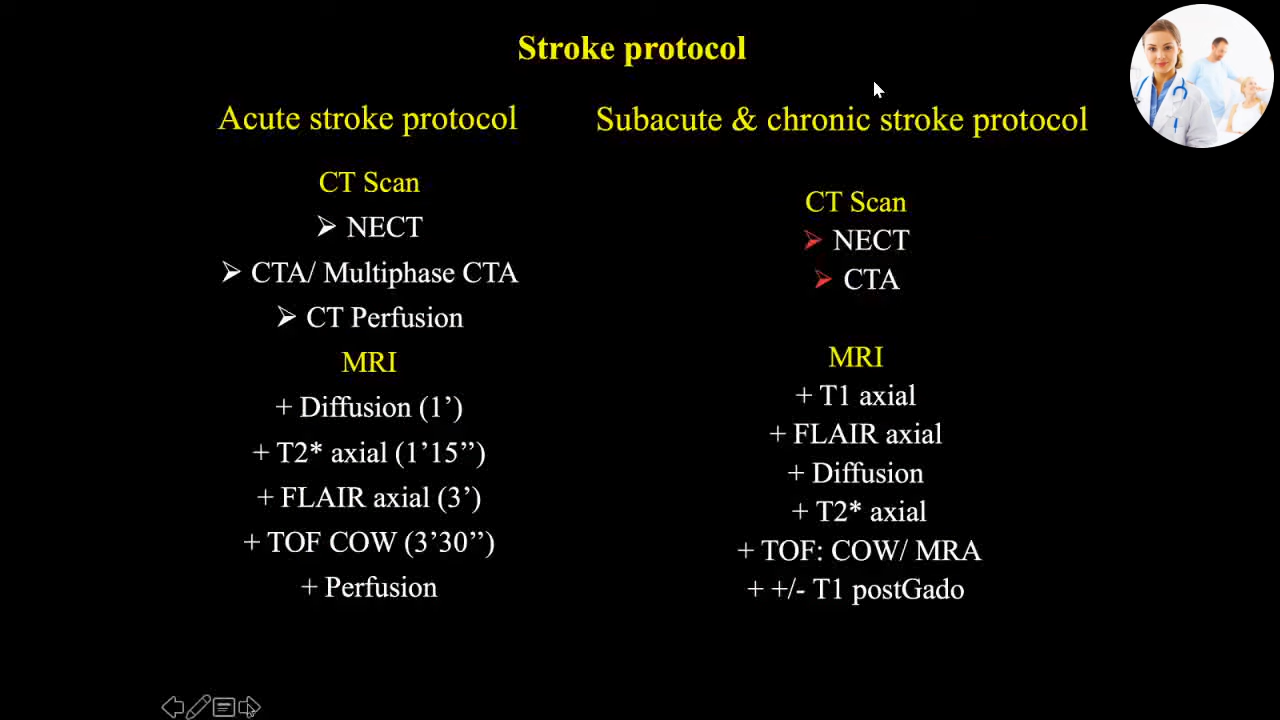 Stroke protocol
Acute stroke protocol
CT Scan
➢ NECT
➢ CTA/ Multiphase CTA
➢ CT Perfusion
MRI
+ Diffusion (1’)
+ T2* axial (1’15’’)
+ FLAIR axial (3’)
+ TOF COW (3’30’’)
+ Perfusion
Subacute & chronic stroke protocol
CT Scan
➢ NECT
➢ CTA
MRI
+ T1 axial
+ FLAIR axial
+ Diffusion
+ T2* axial
+ TOF: COW/ MRA
+ +/- T1 postGado